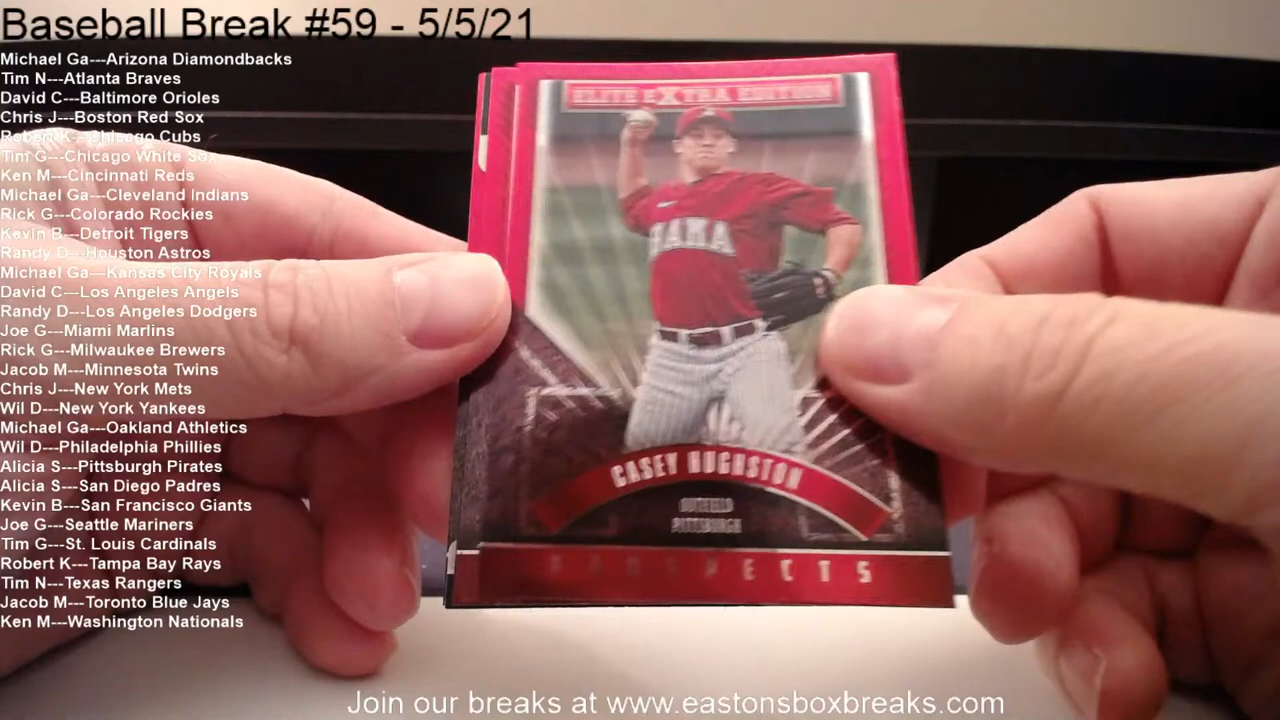 Baseball Break #59 - 5/5/21
Michael Ga---Arizona Diamondbacks
Tim N---Atlanta Braves
David C---Baltimore Orioles
Chris J---Boston Red Sox
Robert K---Chicago Cubs
Tim G---Chicago White Sox
Ken M---Cincinnati Reds
Michael Ga---Cleveland Indians
Rick G---Colorado Rockies
Kevin B---Detroit Tigers
Randy D---Houston Astros
Michael Ga---Kansas City Royals
David C---Los Angeles Angels
Randy D---Los Angeles Dodgers
Joe G---Miami Marlins
Rick G---Milwaukee Brewers
Jacob M---Minnesota Twins
Chris J---New York Mets
Wil D---New York Yankees
Michael Ga---Oakland Athletics
Wil D---Philadelphia Phillies
Alicia S---Pittsburgh Pirates
Alicia S---San Diego Padres
Kevin B---San Francisco Giants
Joe G---Seattle Mariners
Tim G---St. Louis Cardinals
Robert K---Tampa Bay Rays
Tim N---Texas Rangers
Jacob M---Toronto Blue Jays
Ken M---Washington Nationals
ELITE EXTRA EDITION
BAMA
CASEY HUGHSTON
OUTFIELD
PITTSBURGH
PROSPECTS
Join our breaks at www.eastonsboxbreaks.com